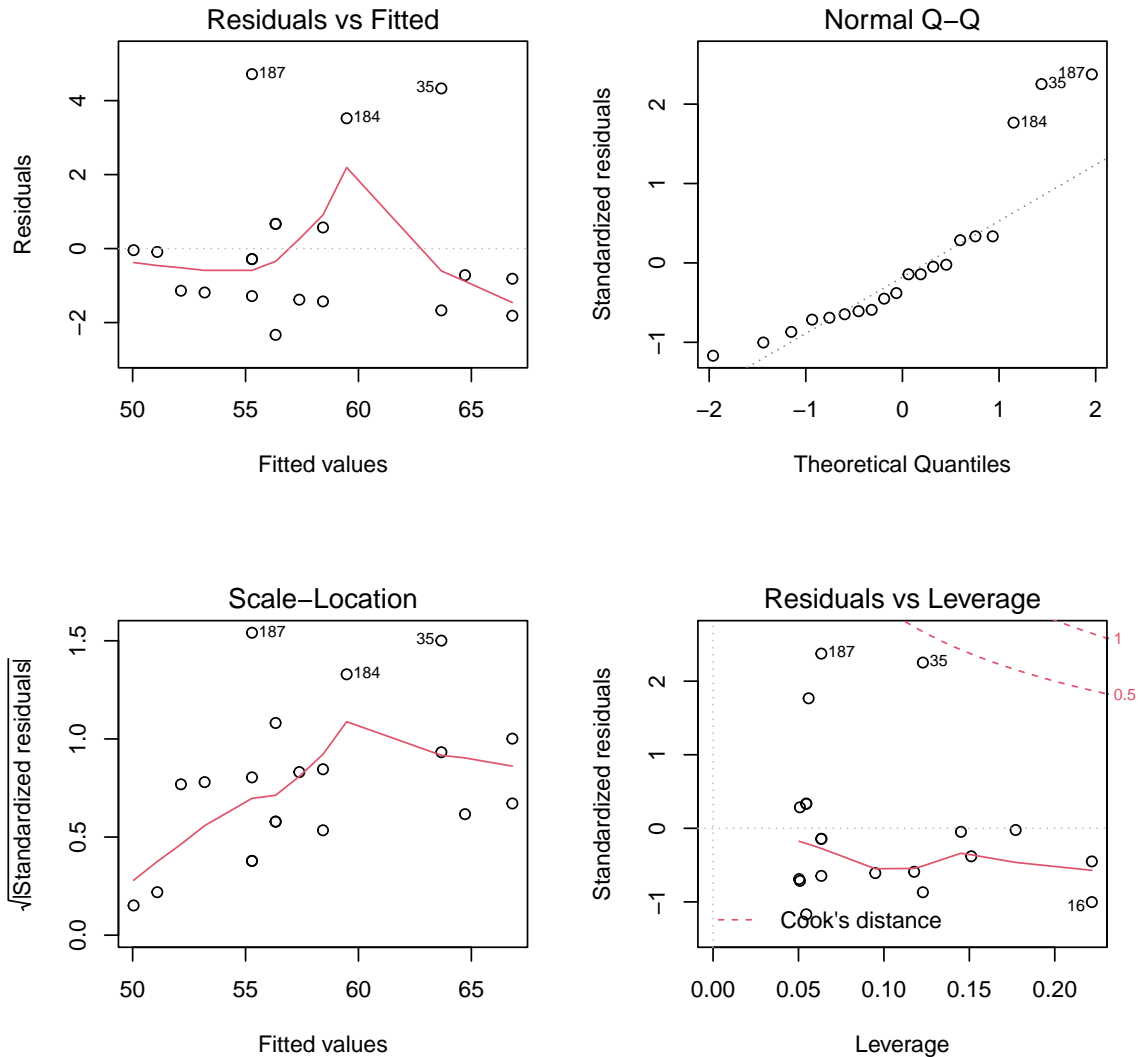 Residuals vs Fitted
Residuals
4
2
0
−2
187
35
184
50 55 60 65
Fitted values
Normal Q−Q
Standardized residuals
2
1
0
−1
187
35
184
−2 −1 0 1 2
Theoretical Quantiles
Scale−Location
√|Standardized residuals|
1.5
1.0
0.5
0.0
187
35
184
50 55 60 65
Fitted values
Residuals vs Leverage
Standardized residuals
2
1
0
−1
1
0.5
187
35
16
Cook's distance
0.00 0.05 0.10 0.15 0.20
Leverage